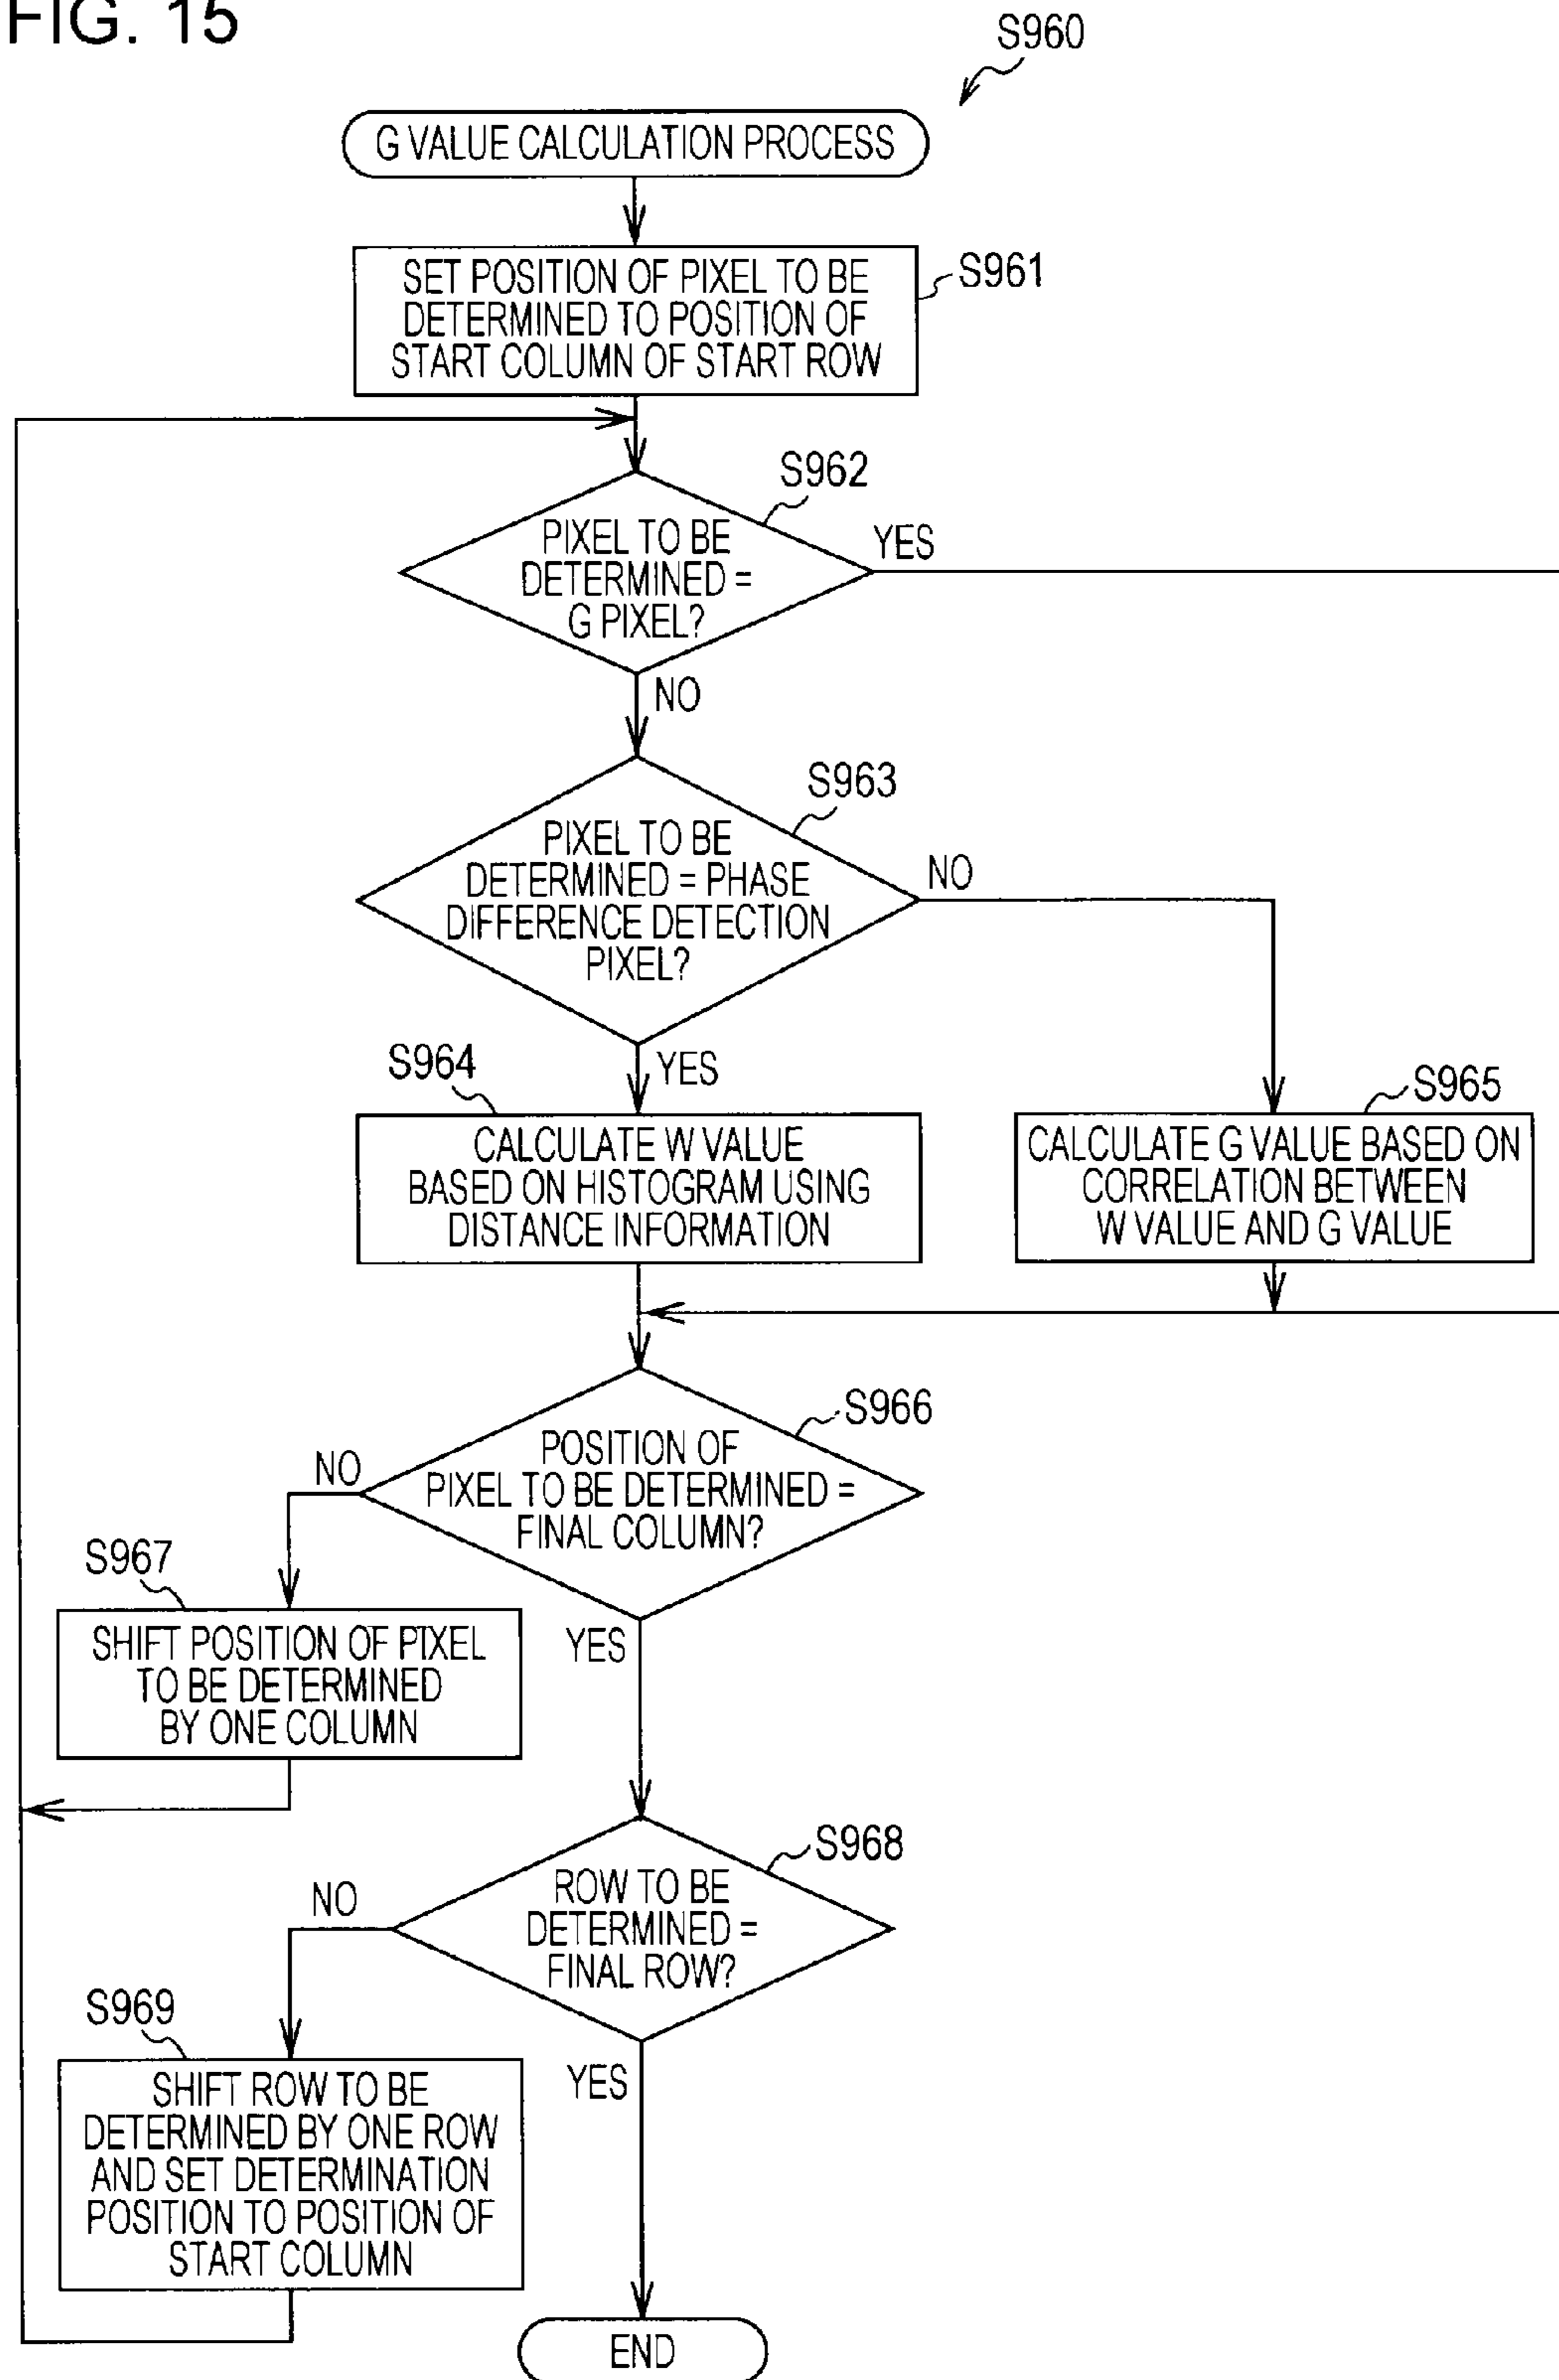 FIG. 15
S960
G VALUE CALCULATION PROCESS
SET POSITION OF PIXEL TO BE
DETERMINED TO POSITION OF
START COLUMN OF START ROW
S961
S962
PIXEL TO BE
DETERMINED =
G PIXEL?
YES
NO
S963
PIXEL TO BE
DETERMINED = PHASE
DIFFERENCE DETECTION
PIXEL?
NO
YES
S964
CALCULATE W VALUE
BASED ON HISTOGRAM USING
DISTANCE INFORMATION
S965
CALCULATE G VALUE BASED ON
CORRELATION BETWEEN
W VALUE AND G VALUE
S966
POSITION OF
PIXEL TO BE DETERMINED =
FINAL COLUMN?
NO
YES
S967
SHIFT POSITION OF PIXEL
TO BE DETERMINED
BY ONE COLUMN
S968
ROW TO BE
DETERMINED =
FINAL ROW?
NO
YES
S969
SHIFT ROW TO BE
DETERMINED BY ONE ROW
AND SET DETERMINATION
POSITION TO POSITION OF
START COLUMN
END